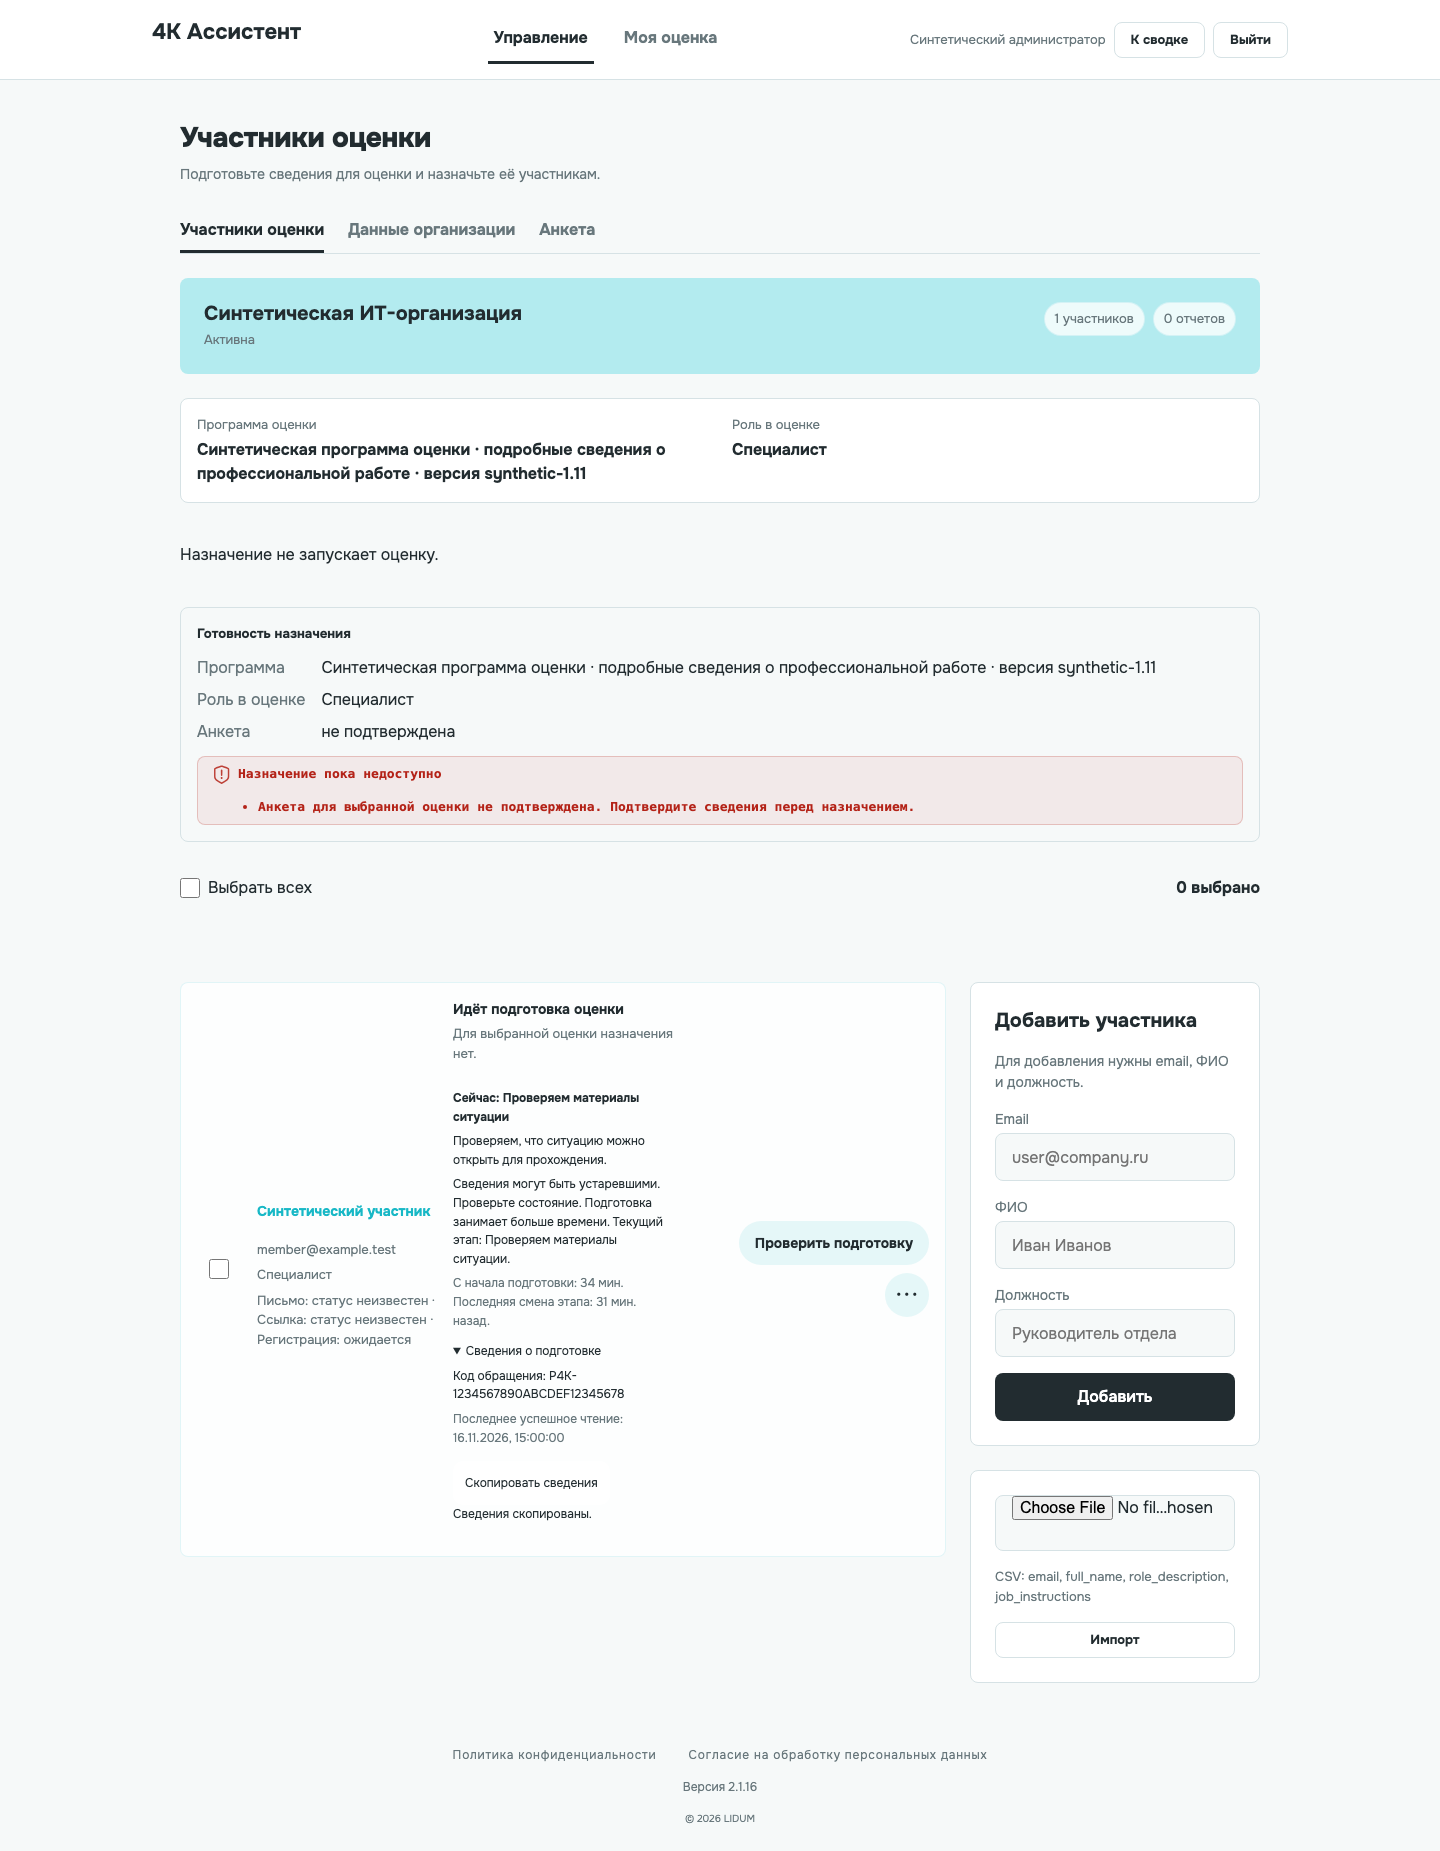 4K Ассистент
Управление
Моя оценка
Синтетический администратор
К сводке
Выйти
Участники оценки
Подготовьте сведения для оценки и назначьте её участникам.
Участники оценки
Данные организации
Анкета
Синтетическая ИТ-организация
Активна
1 участников
0 отчетов
Программа оценки
Синтетическая программа оценки · подробные сведения о
профессиональной работе · версия synthetic-1.11
Роль в оценке
Специалист
Назначение не запускает оценку.
Готовность назначения
Программа
Синтетическая программа оценки · подробные сведения о профессиональной работе · версия synthetic-1.11
Роль в оценке
Специалист
Анкета
не подтверждена
Назначение пока недоступно
• Анкета для выбранной оценки не подтверждена. Подтвердите сведения перед назначением.
Выбрать всех
0 выбрано
Синтетический участник
member@example.test
Специалист
Письмо: статус неизвестен ·
Ссылка: статус неизвестен ·
Регистрация: ожидается
Идёт подготовка оценки
Для выбранной оценки назначения
нет.
Сейчас: Проверяем материалы
ситуации
Проверяем, что ситуацию можно
открыть для прохождения.
Сведения могут быть устаревшими.
Проверьте состояние. Подготовка
занимает больше времени. Текущий
этап: Проверяем материалы
ситуации.
С начала подготовки: 34 мин.
Последняя смена этапа: 31 мин.
назад.
▼ Сведения о подготовке
Код обращения: P4K-
1234567890ABCDEF12345678
Последнее успешное чтение:
16.11.2026, 15:00:00
Скопировать сведения
Сведения скопированы.
Проверить подготовку
···
Добавить участника
Для добавления нужны email, ФИО
и должность.
Email
user@company.ru
ФИО
Иван Иванов
Должность
Руководитель отдела
Добавить
Choose File No fil...hosen
CSV: email, full_name, role_description,
job_instructions
Импорт
Политика конфиденциальности
Согласие на обработку персональных данных
Версия 2.1.16
© 2026 LIDUM